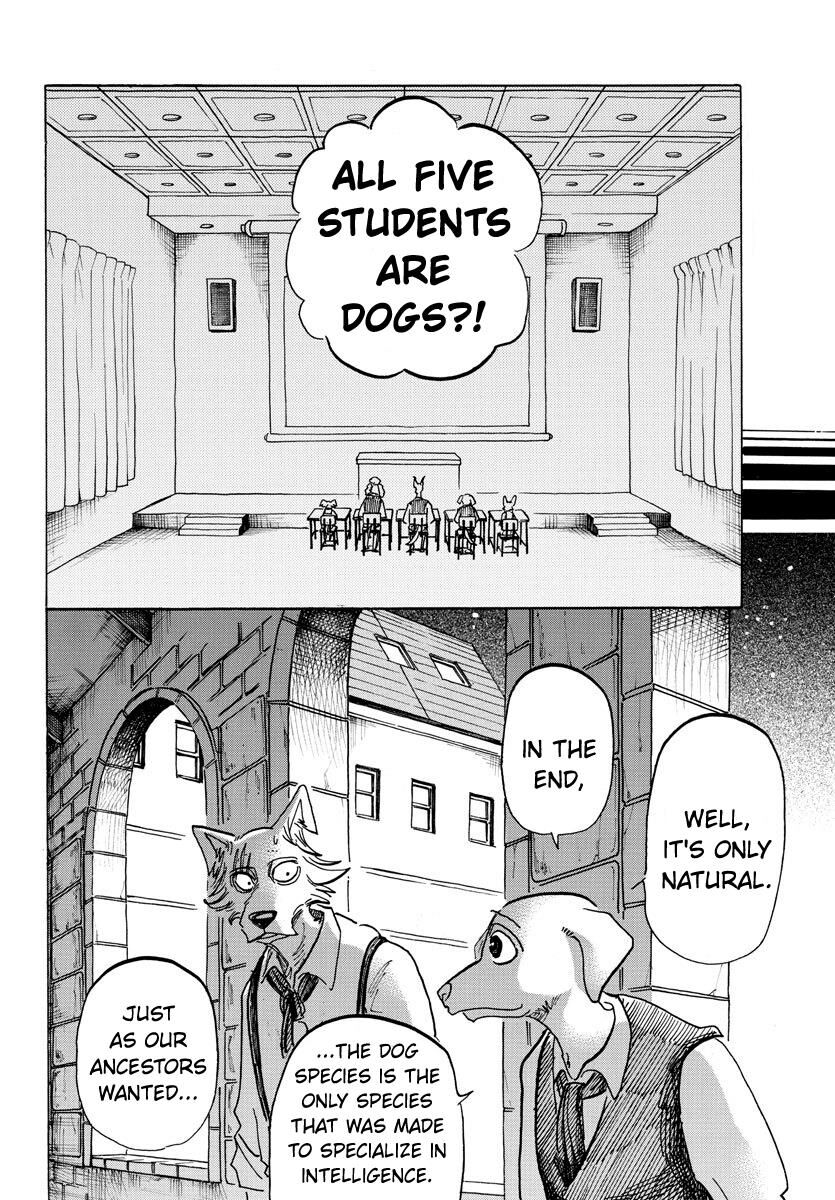 ALL FIVE
STUDENTS
ARE
DOGS?!
WELL,
IT'S ONLY
NATURAL.
IN THE
END,
...THE DOG
SPECIES IS THE
ONLY SPECIES
THAT WAS MADE
TO SPECIALIZE IN
INTELLIGENCE.
JUST
AS OUR
ANCESTORS
WANTED...